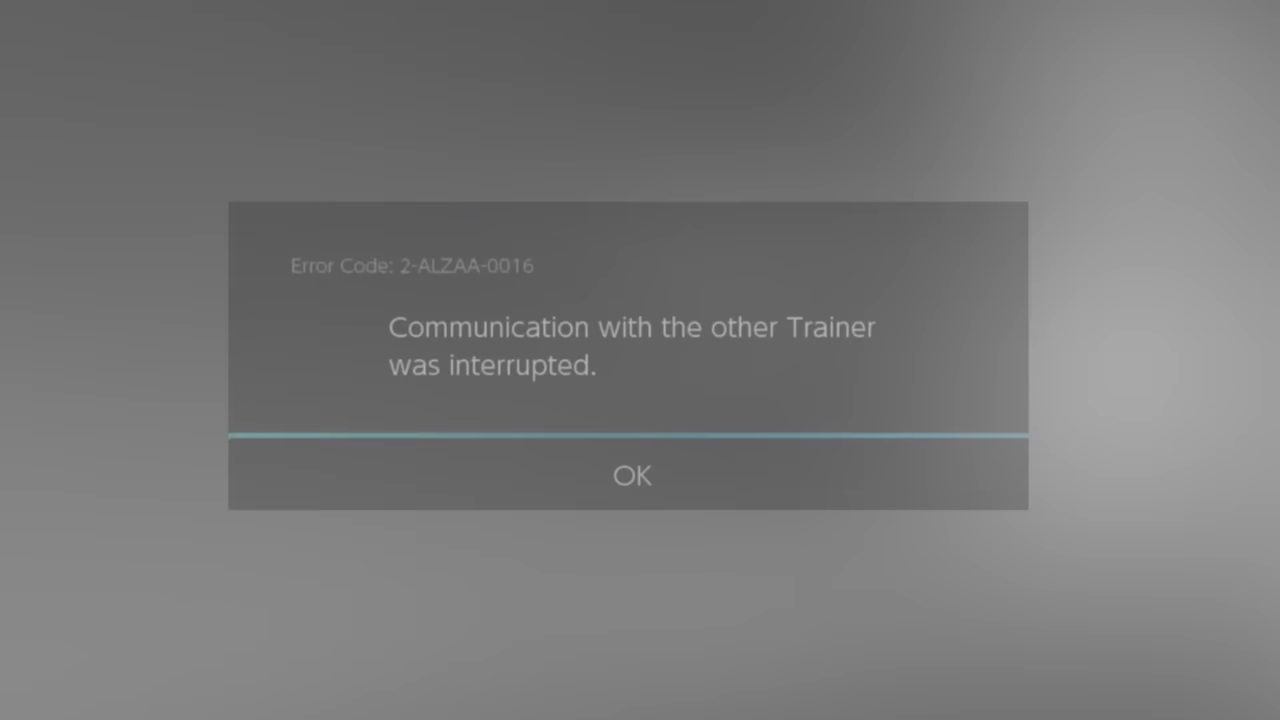 Error Code: 2-ALZAA-0016
Communication with the other Trainer
was interrupted.
OK